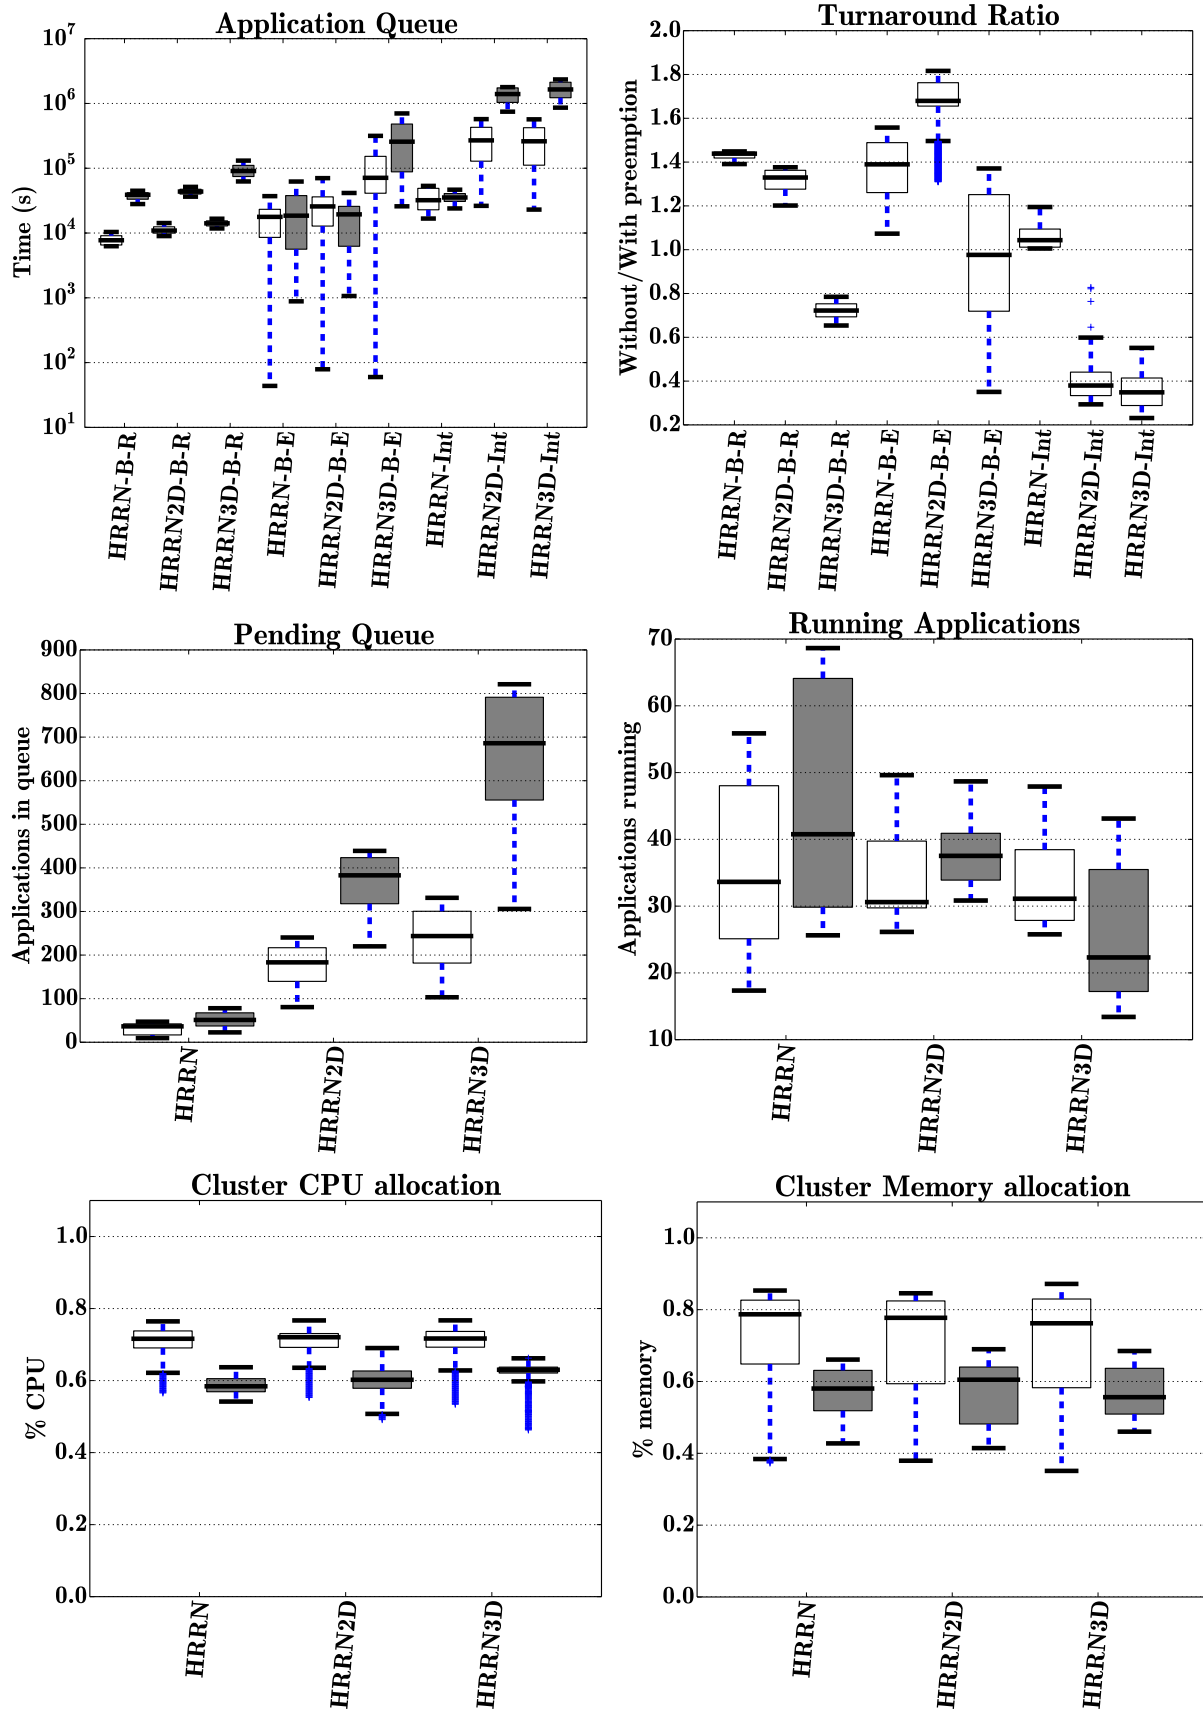 Application Queue
Time (s)
10^7
10^6
10^5
10^4
10^3
10^2
10^1
HRRN-B-R
HRRN2D-B-R
HRRN3D-B-R
HRRN-B-E
HRRN2D-B-E
HRRN3D-B-E
HRRN-Int
HRRN2D-Int
HRRN3D-Int
Turnaround Ratio
Without/With preemption
2.0
1.8
1.6
1.4
1.2
1.0
0.8
0.6
0.4
0.2
HRRN-B-R
HRRN2D-B-R
HRRN3D-B-R
HRRN-B-E
HRRN2D-B-E
HRRN3D-B-E
HRRN-Int
HRRN2D-Int
HRRN3D-Int
Pending Queue
Applications in queue
900
800
700
600
500
400
300
200
100
0
HRRN
HRRN2D
HRRN3D
Running Applications
Applications running
70
60
50
40
30
20
10
HRRN
HRRN2D
HRRN3D
Cluster CPU allocation
% CPU
1.0
0.8
0.6
0.4
0.2
0.0
HRRN
HRRN2D
HRRN3D
Cluster Memory allocation
% memory
1.0
0.8
0.6
0.4
0.2
0.0
HRRN
HRRN2D
HRRN3D